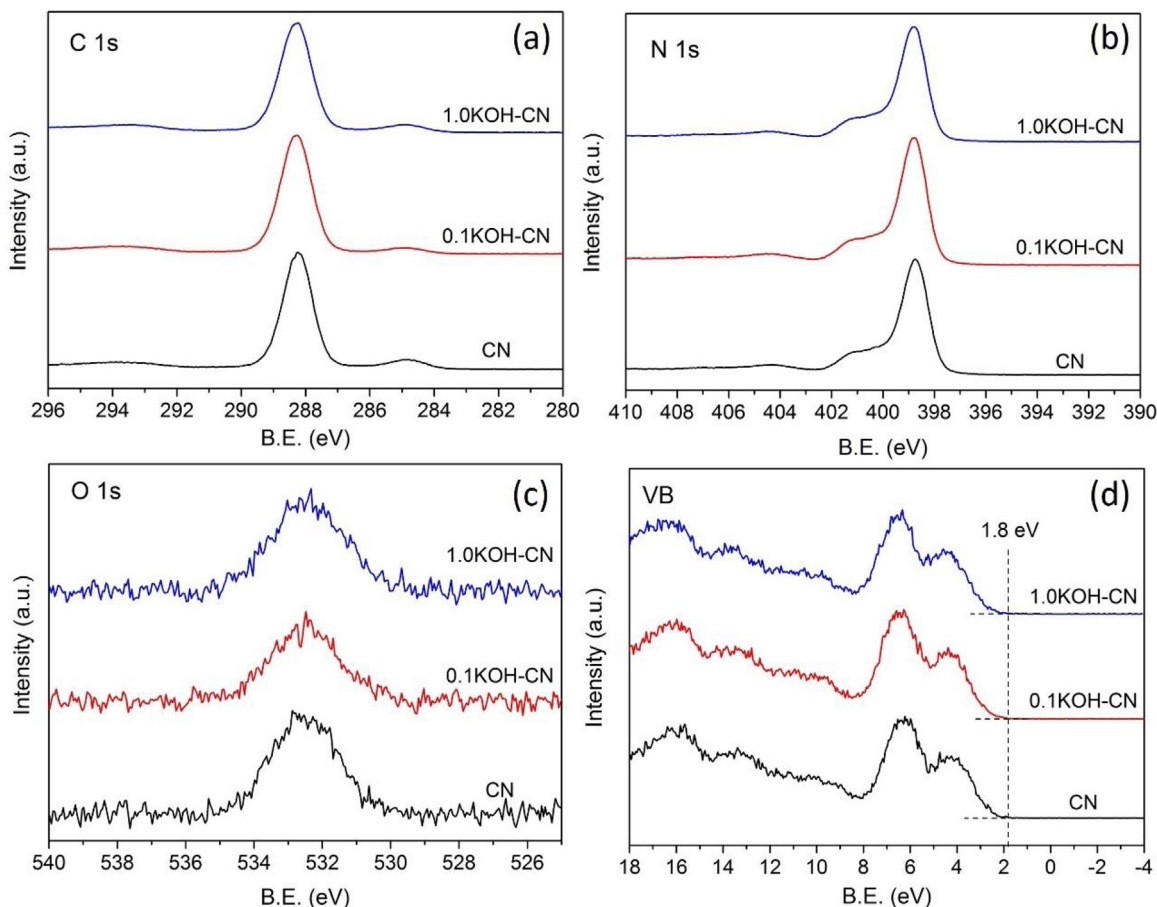 C 1s
(a)
1.0KOH-CN
0.1KOH-CN
CN
Intensity (a.u.)
296 294 292 290 288 286 284 282 280
B.E. (eV)
N 1s
(b)
1.0KOH-CN
0.1KOH-CN
CN
Intensity (a.u.)
410 408 406 404 402 400 398 396 394 392 390
B.E. (eV)
O 1s
(c)
1.0KOH-CN
0.1KOH-CN
CN
Intensity (a.u.)
540 538 536 534 532 530 528 526
B.E. (eV)
VB
(d)
1.8 eV
1.0KOH-CN
0.1KOH-CN
CN
Intensity (a.u.)
18 16 14 12 10 8 6 4 2 0 -2 -4
B.E. (eV)